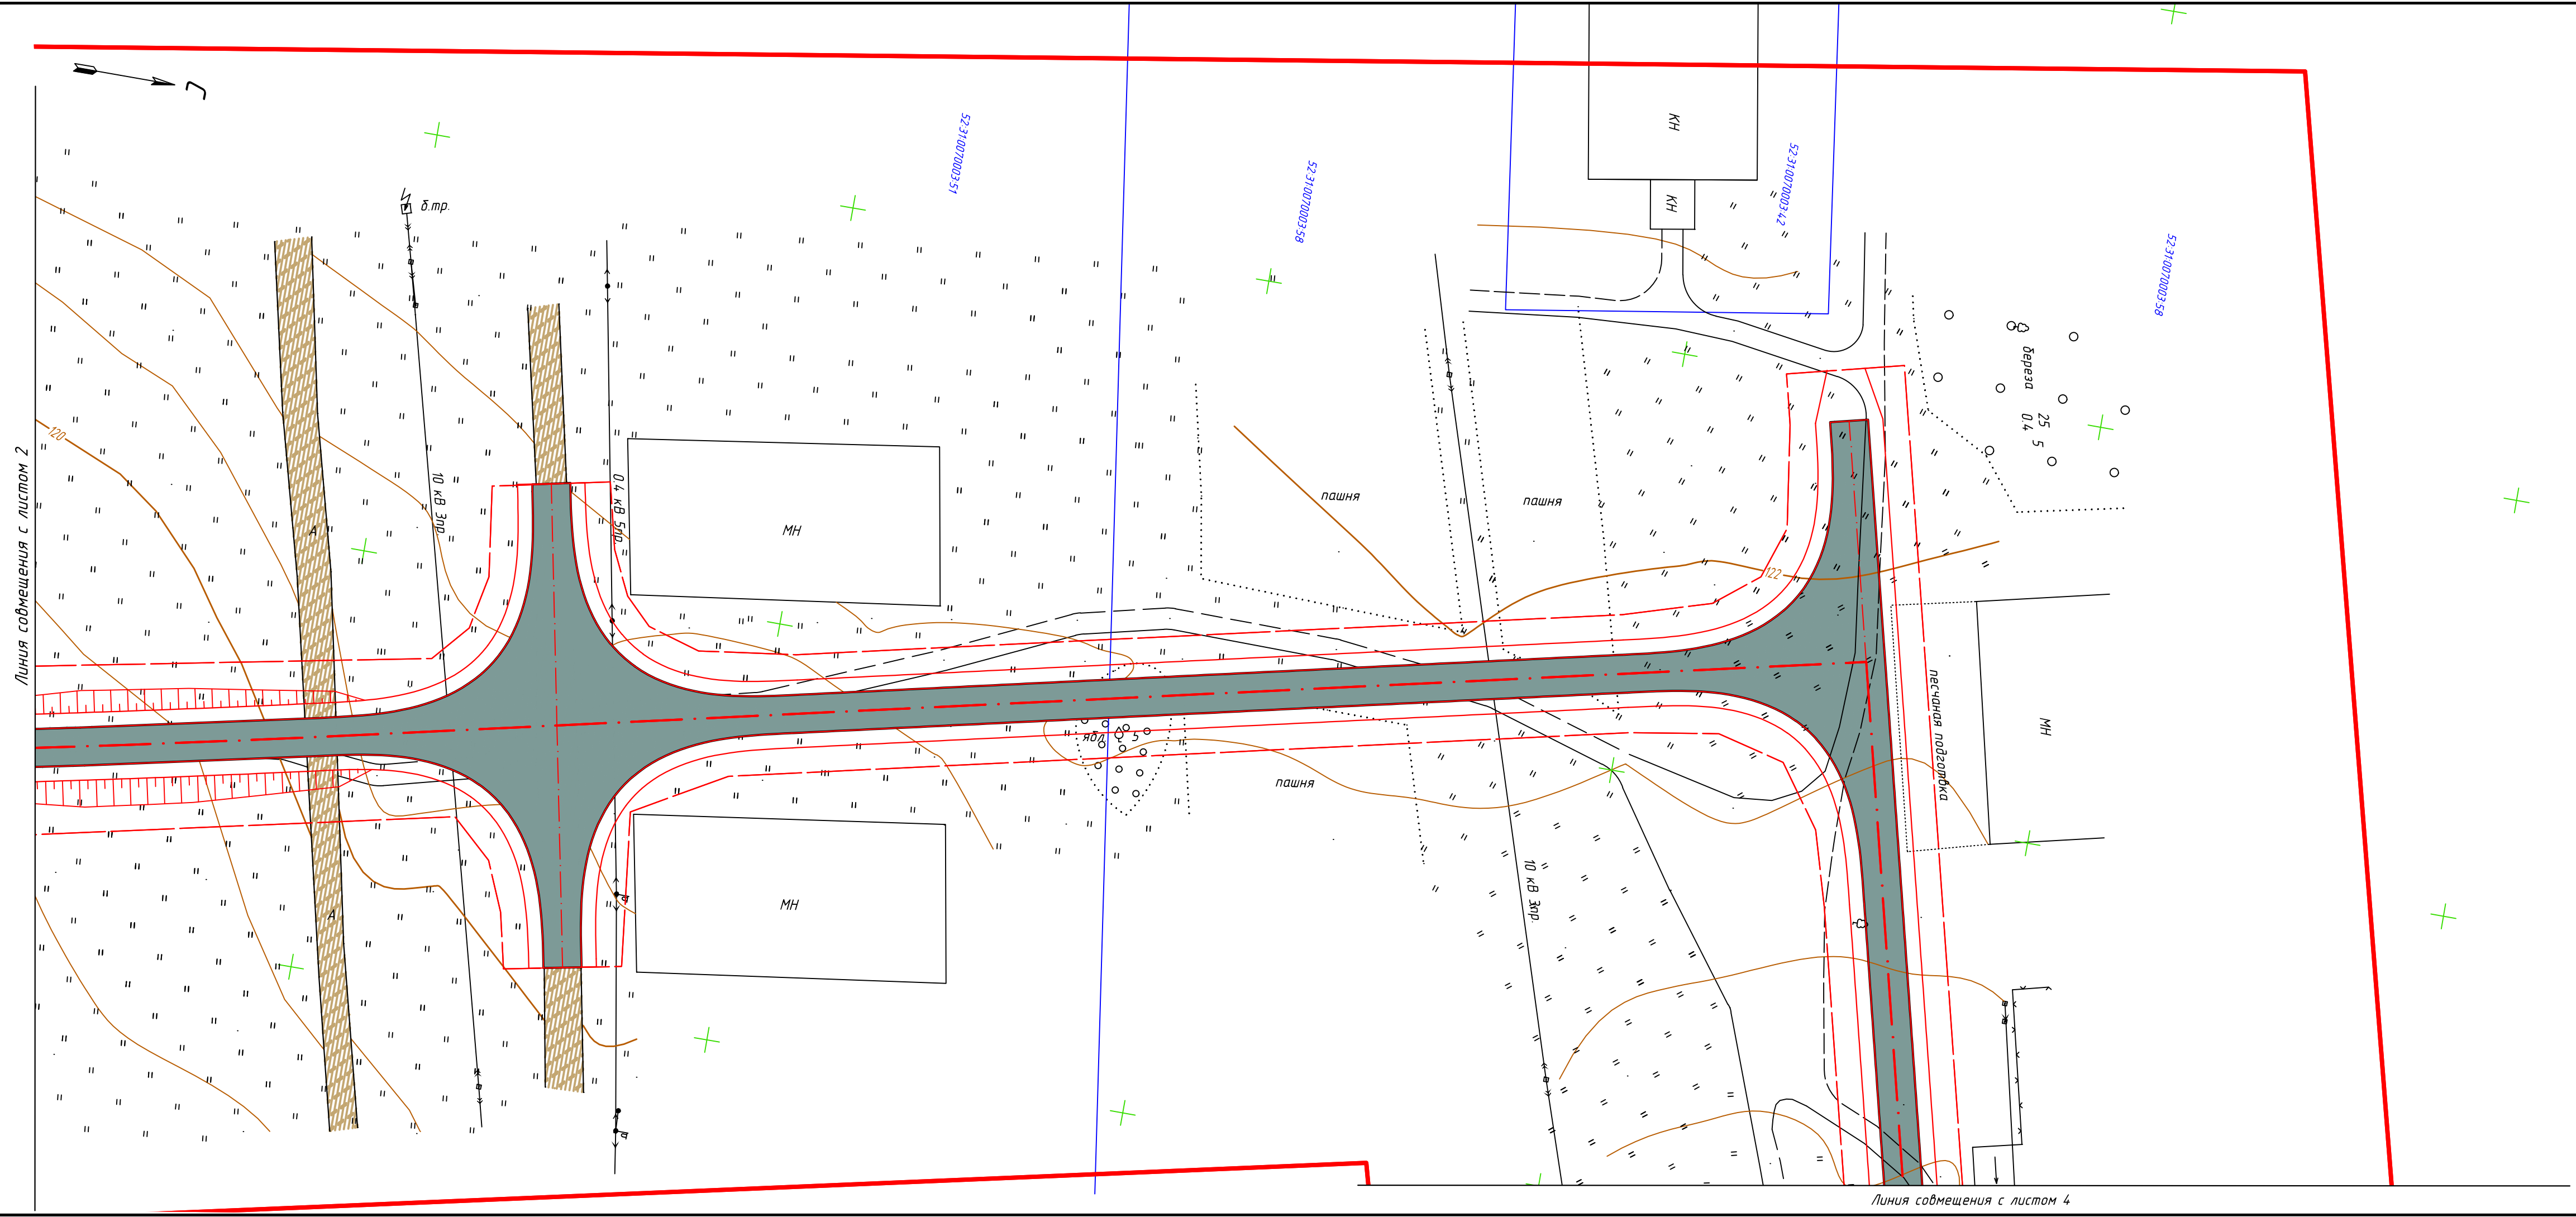 С
52:31:0070003:51
52:31:0070003:58
КН
КН
52:31:0070003:42
52:31:0070003:58
б.тр.
береза
25
0.4
5
120
Линия совмещения с листом 2
А
10 кВ 3пр.
0.4 кВ 5пр.
МН
пашня
пашня
122
песчаная подготовка
МН
ябл.
5
пашня
А
МН
10 кВ 3пр.
Линия совмещения с листом 4